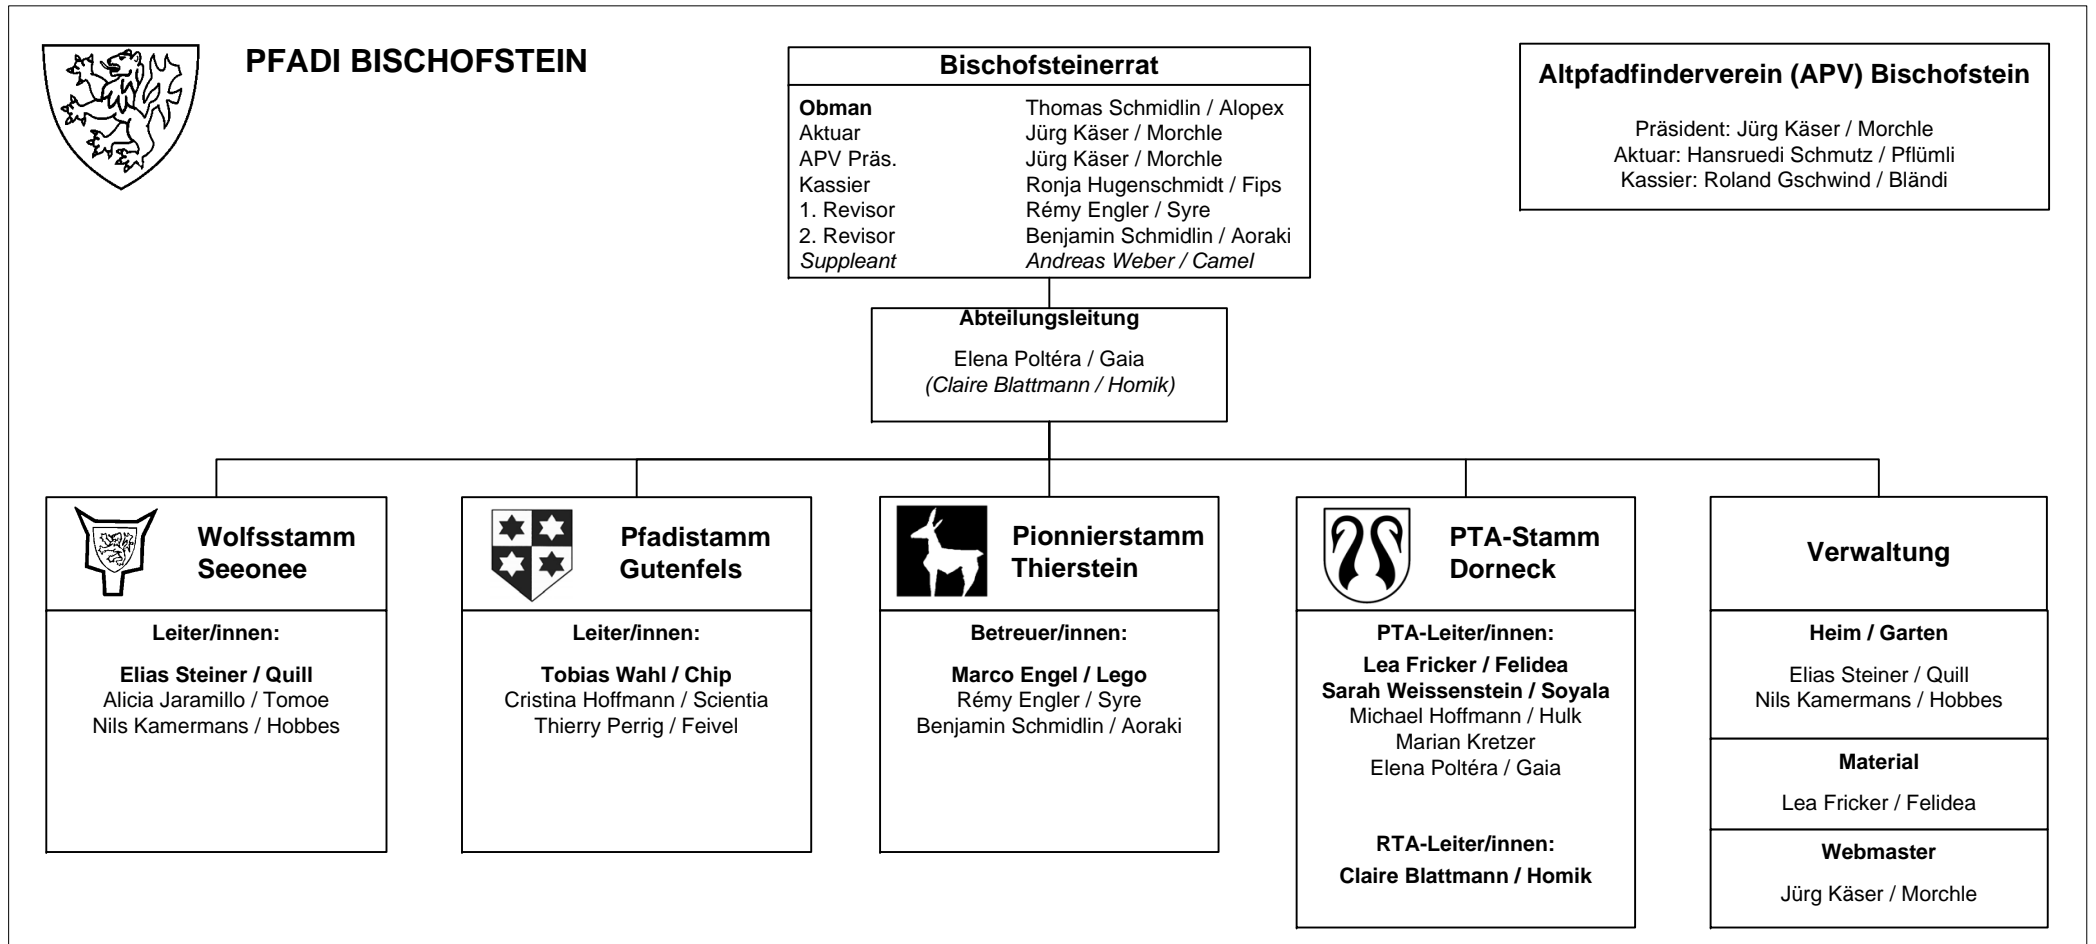 PFADI BISCHOFSTEIN
Bischofsteinerrat
Obman Thomas Schmidlin / Alopex
Aktuar Jürg Käser / Morchle
APV Präs. Jürg Käser / Morchle
Kassier Ronja Hugenschmidt / Fips
1. Revisor Rémy Engler / Syre
2. Revisor Benjamin Schmidlin / Aoraki
Suppleant Andreas Weber / Camel
Altpfadfinderverein (APV) Bischofstein
Präsident: Jürg Käser / Morchle
Aktuar: Hansruedi Schmutz / Pflümli
Kassier: Roland Gschwind / Bländi
Abteilungsleitung
Elena Poltéra / Gaia
(Claire Blattmann / Homik)
Wolfsstamm
Seeonee
Leiter/innen:
Elias Steiner / Quill
Alicia Jaramillo / Tomoe
Nils Kamermans / Hobbes
Pfadistamm
Gutenfels
Leiter/innen:
Tobias Wahl / Chip
Cristina Hoffmann / Scientia
Thierry Perrig / Feivel
Pionnierstamm
Thierstein
Betreuer/innen:
Marco Engel / Lego
Rémy Engler / Syre
Benjamin Schmidlin / Aoraki
PTA-Stamm
Dorneck
PTA-Leiter/innen:
Lea Fricker / Felidea
Sarah Weissenstein / Soyala
Michael Hoffmann / Hulk
Marian Kretzer
Elena Poltéra / Gaia
RTA-Leiter/innen:
Claire Blattmann / Homik
Verwaltung
Heim / Garten
Elias Steiner / Quill
Nils Kamermans / Hobbes
Material
Lea Fricker / Felidea
Webmaster
Jürg Käser / Morchle